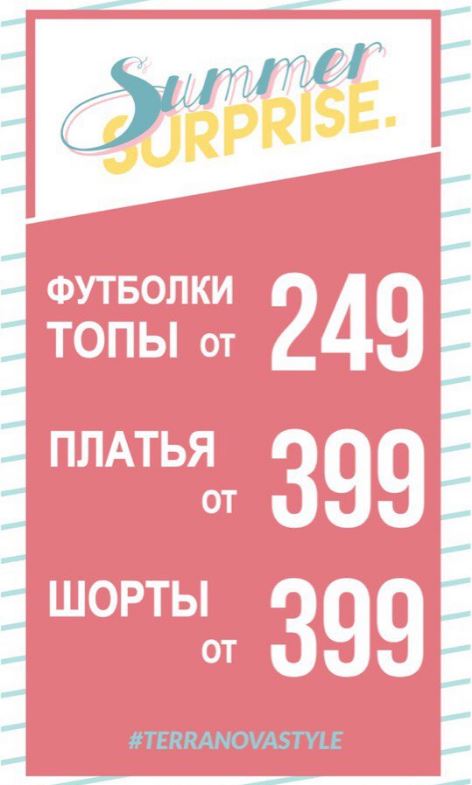 Summer
SURPRISE.
ФУТБОЛКИ
ТОПЫ от 249
ПЛАТЬЯ
от 399
ШОРТЫ
от 399
#TERRANOVASTYLE